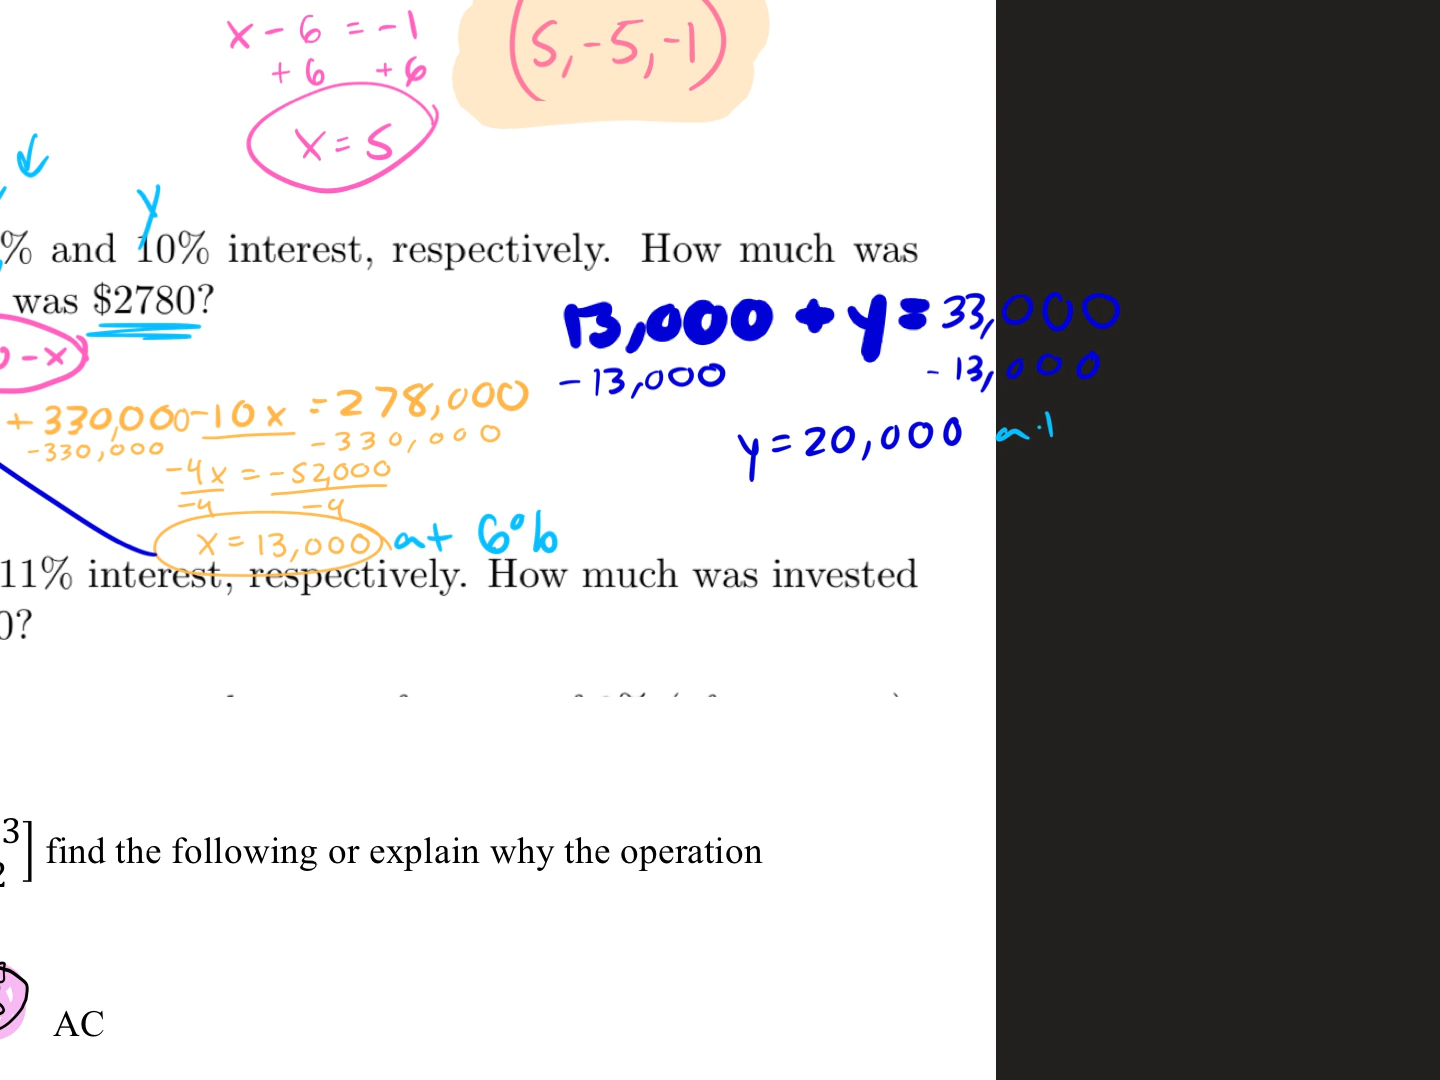 x - 6 = -1
+ 6 + 6
x = 5
(5, -5, -1)
y
% and 10% interest, respectively. How much was
was $2780?
13,000 + y = 33,000
-13,000 - 13,000
y = 20,000
- x)
+ 330,000 - 10x = 278,000
-330,000 - 330,000
-4x = -52,000
-4 -4
x = 13,000 at 6%
11% interest, respectively. How much was invested
0?
3
2
] find the following or explain why the operation
AC